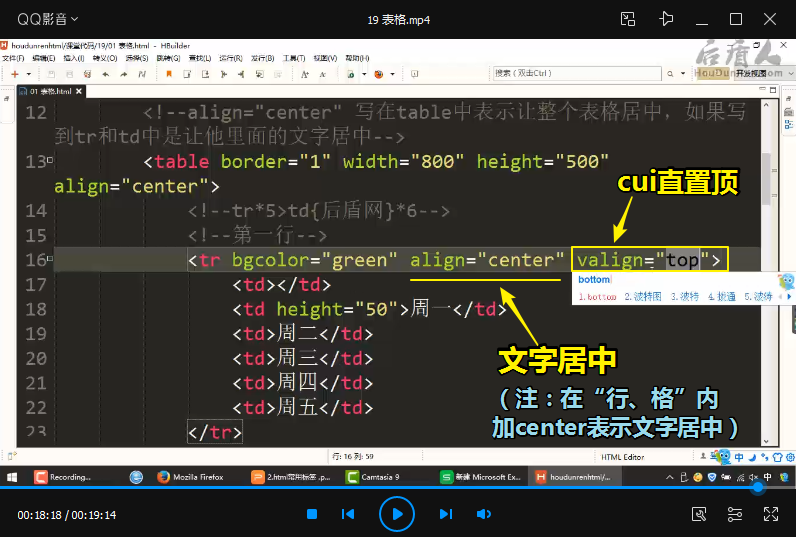 QQ影音
19 表格.mp4
houdunrenhtml/课堂代码/19/01 表格.html - HBuilder
文件(F) 编辑(E) 插入(I) 转义(O) 选择(S) 跳转(G) 查找(L) 运行(R) 发行(B) 工具(T) 视图(V) 帮助(H)
搜索（双击Ctrl）
开发视图
后盾人
01 表格.html
12 <!--align="center" 写在table中表示让整个表格居中，如果写
到tr和td中是让他里面的文字居中-->
13 <table border="1" width="800" height="500"
align="center">
cui直置顶
14 <!--tr*5>td{后盾网}*6-->
15 <!--第一行-->
16 <tr bgcolor="green" align="center" valign="top">
bottom
1.bottom 2.波特图 3.波特 4.拨通 5.波涛
17 <td></td>
18 <td height="50">周一</td>
19 <td>周二</td>
20 <td>周三</td>
21 <td>周四</td>
22 <td>周五</td>
23 </tr>
文字居中
（注：在“行、格”内
加center表示文字居中）
行: 16 列: 59
HTML Editor
中
Recording...
Mozilla Firefox
2.html常用标签 .p...
Camtasia 9
新建 Microsoft Ex...
houdunrenhtml/...
中
00:18:18 / 00:19:14